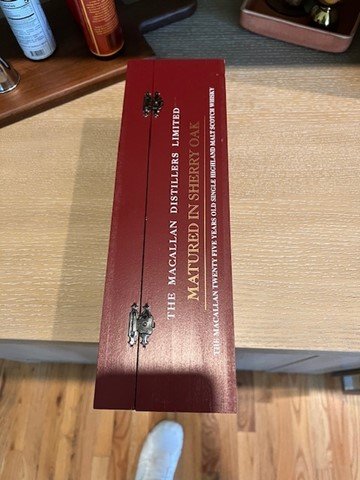 THE MACALLAN DISTILLERS LIMITED
MATURED IN SHERRY OAK
THE MACALLAN TWENTY FIVE YEARS OLD SINGLE HIGHLAND MALT SCOTCH WHISKY